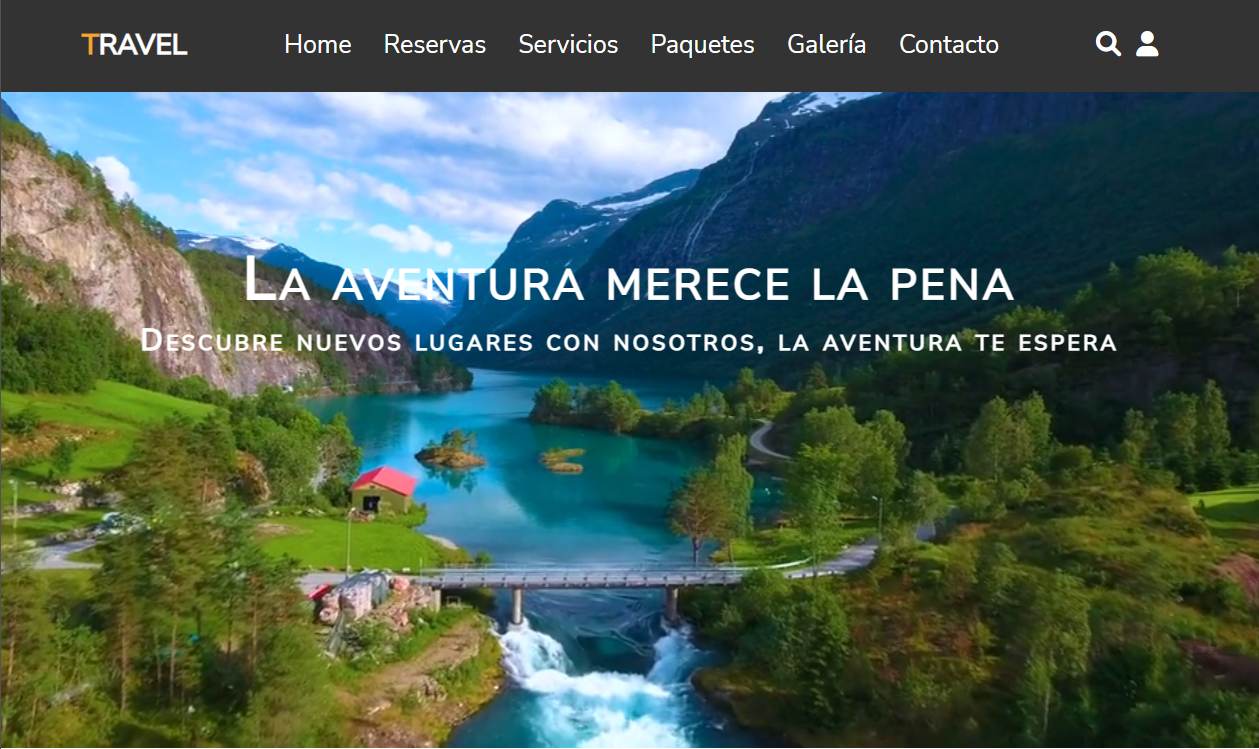 TRAVEL Home Reservas Servicios Paquetes Galería Contacto
La aventura merece la pena
Descubre nuevos lugares con nosotros, la aventura te espera